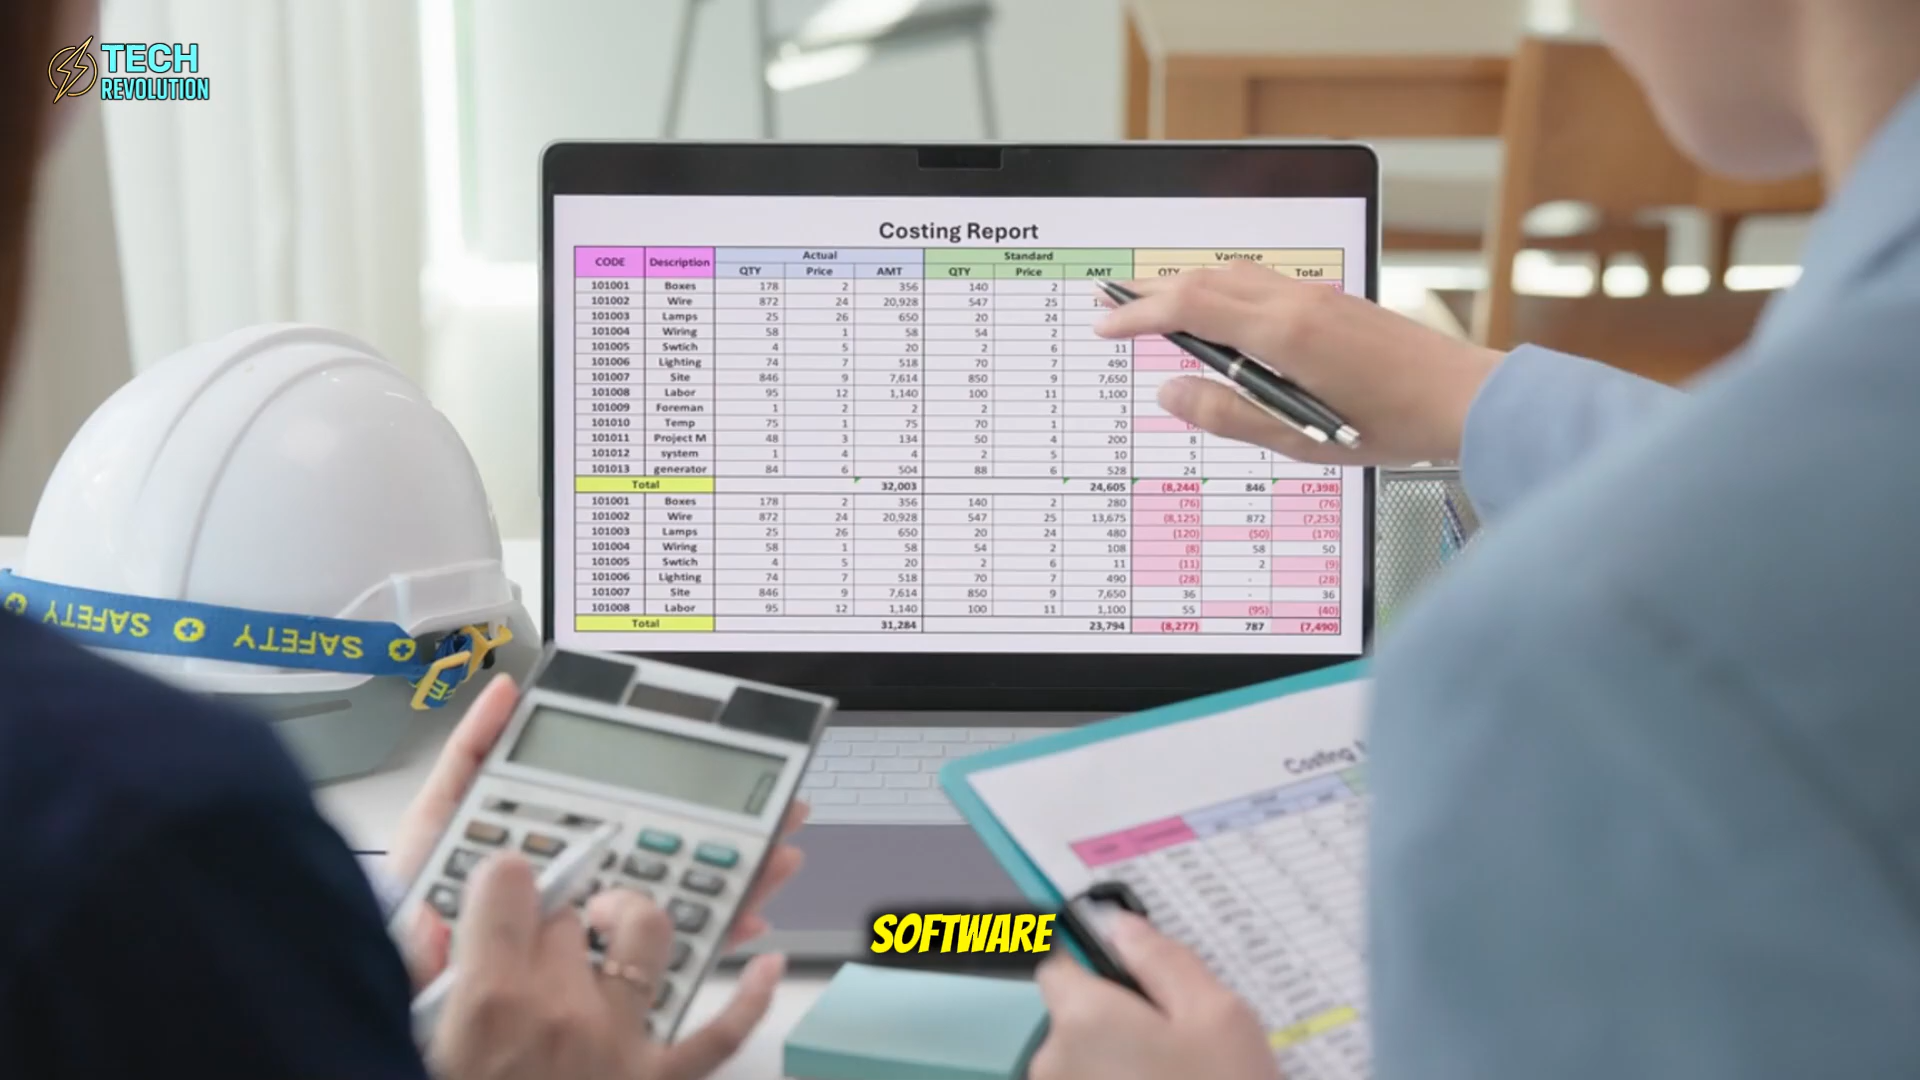 TECH
REVOLUTION
Costing Report
CODE Description Actual Standard Variance
QTY Price AMT QTY Price AMT QTY Total
101001 Boxes 178 2 356 140 2
101002 Wire 872 24 20,928 547 25
101003 Lamps 25 26 650 20 24
101004 Wiring 58 1 58 54 2
101005 Swtich 4 5 20 2 6 11
101006 Lighting 74 7 518 70 7 490 (28)
101007 Site 846 9 7,614 850 9 7,650
101008 Labor 95 12 1,140 100 11 1,100
101009 Foreman 1 2 2 2 2 3
101010 Temp 75 1 75 70 1 70
101011 Project M 48 3 134 50 4 200 8
101012 system 1 4 4 2 5 10 5 1
101013 generator 84 6 504 88 6 528 24 - 24
Total 32,003 24,605 (8,244) 846 (7,398)
101001 Boxes 178 2 356 140 2 280 (76) - (76)
101002 Wire 872 24 20,928 547 25 13,675 (8,125) 872 (7,253)
101003 Lamps 25 26 650 20 24 480 (120) (50) (170)
101004 Wiring 58 1 58 54 2 108 (8) 58 50
101005 Swtich 4 5 20 2 6 11 (11) 2 (9)
101006 Lighting 74 7 518 70 7 490 (28) - (28)
101007 Site 846 9 7,614 850 9 7,650 36 - 36
101008 Labor 95 12 1,140 100 11 1,100 55 (95) (40)
Total 31,284 23,794 (8,277) 787 (7,490)
SAFETY SAFETY
Costing
SOFTWARE